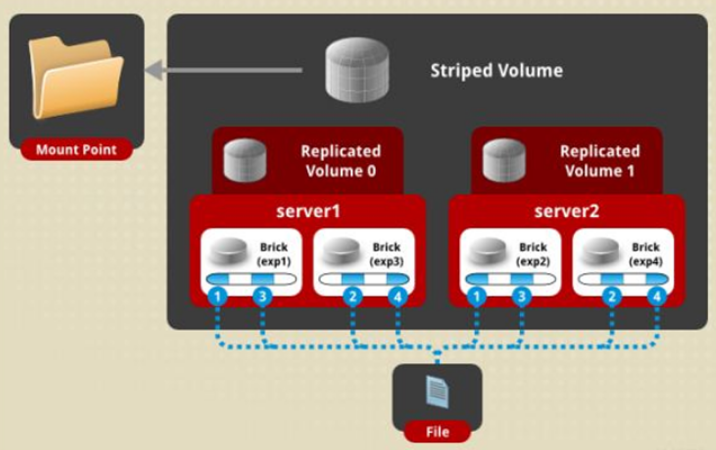 Striped Volume
Mount Point
Replicated
Volume 0
Replicated
Volume 1
server1
server2
Brick
(exp1)
Brick
(exp3)
Brick
(exp2)
Brick
(exp4)
1
3
2
4
1
3
2
4
File